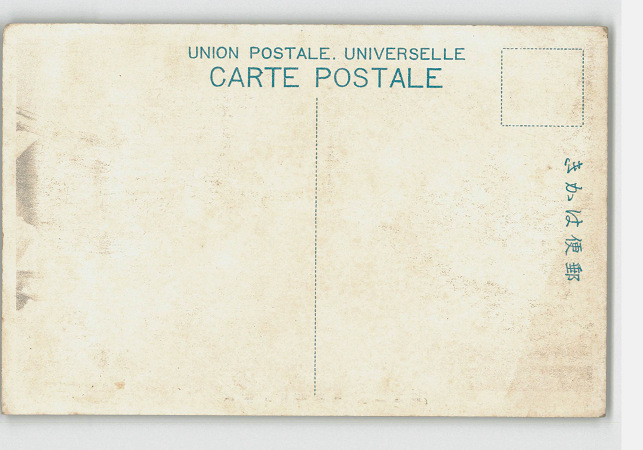 UNION POSTALE. UNIVERSELLE
CARTE POSTALE
郵便はかき